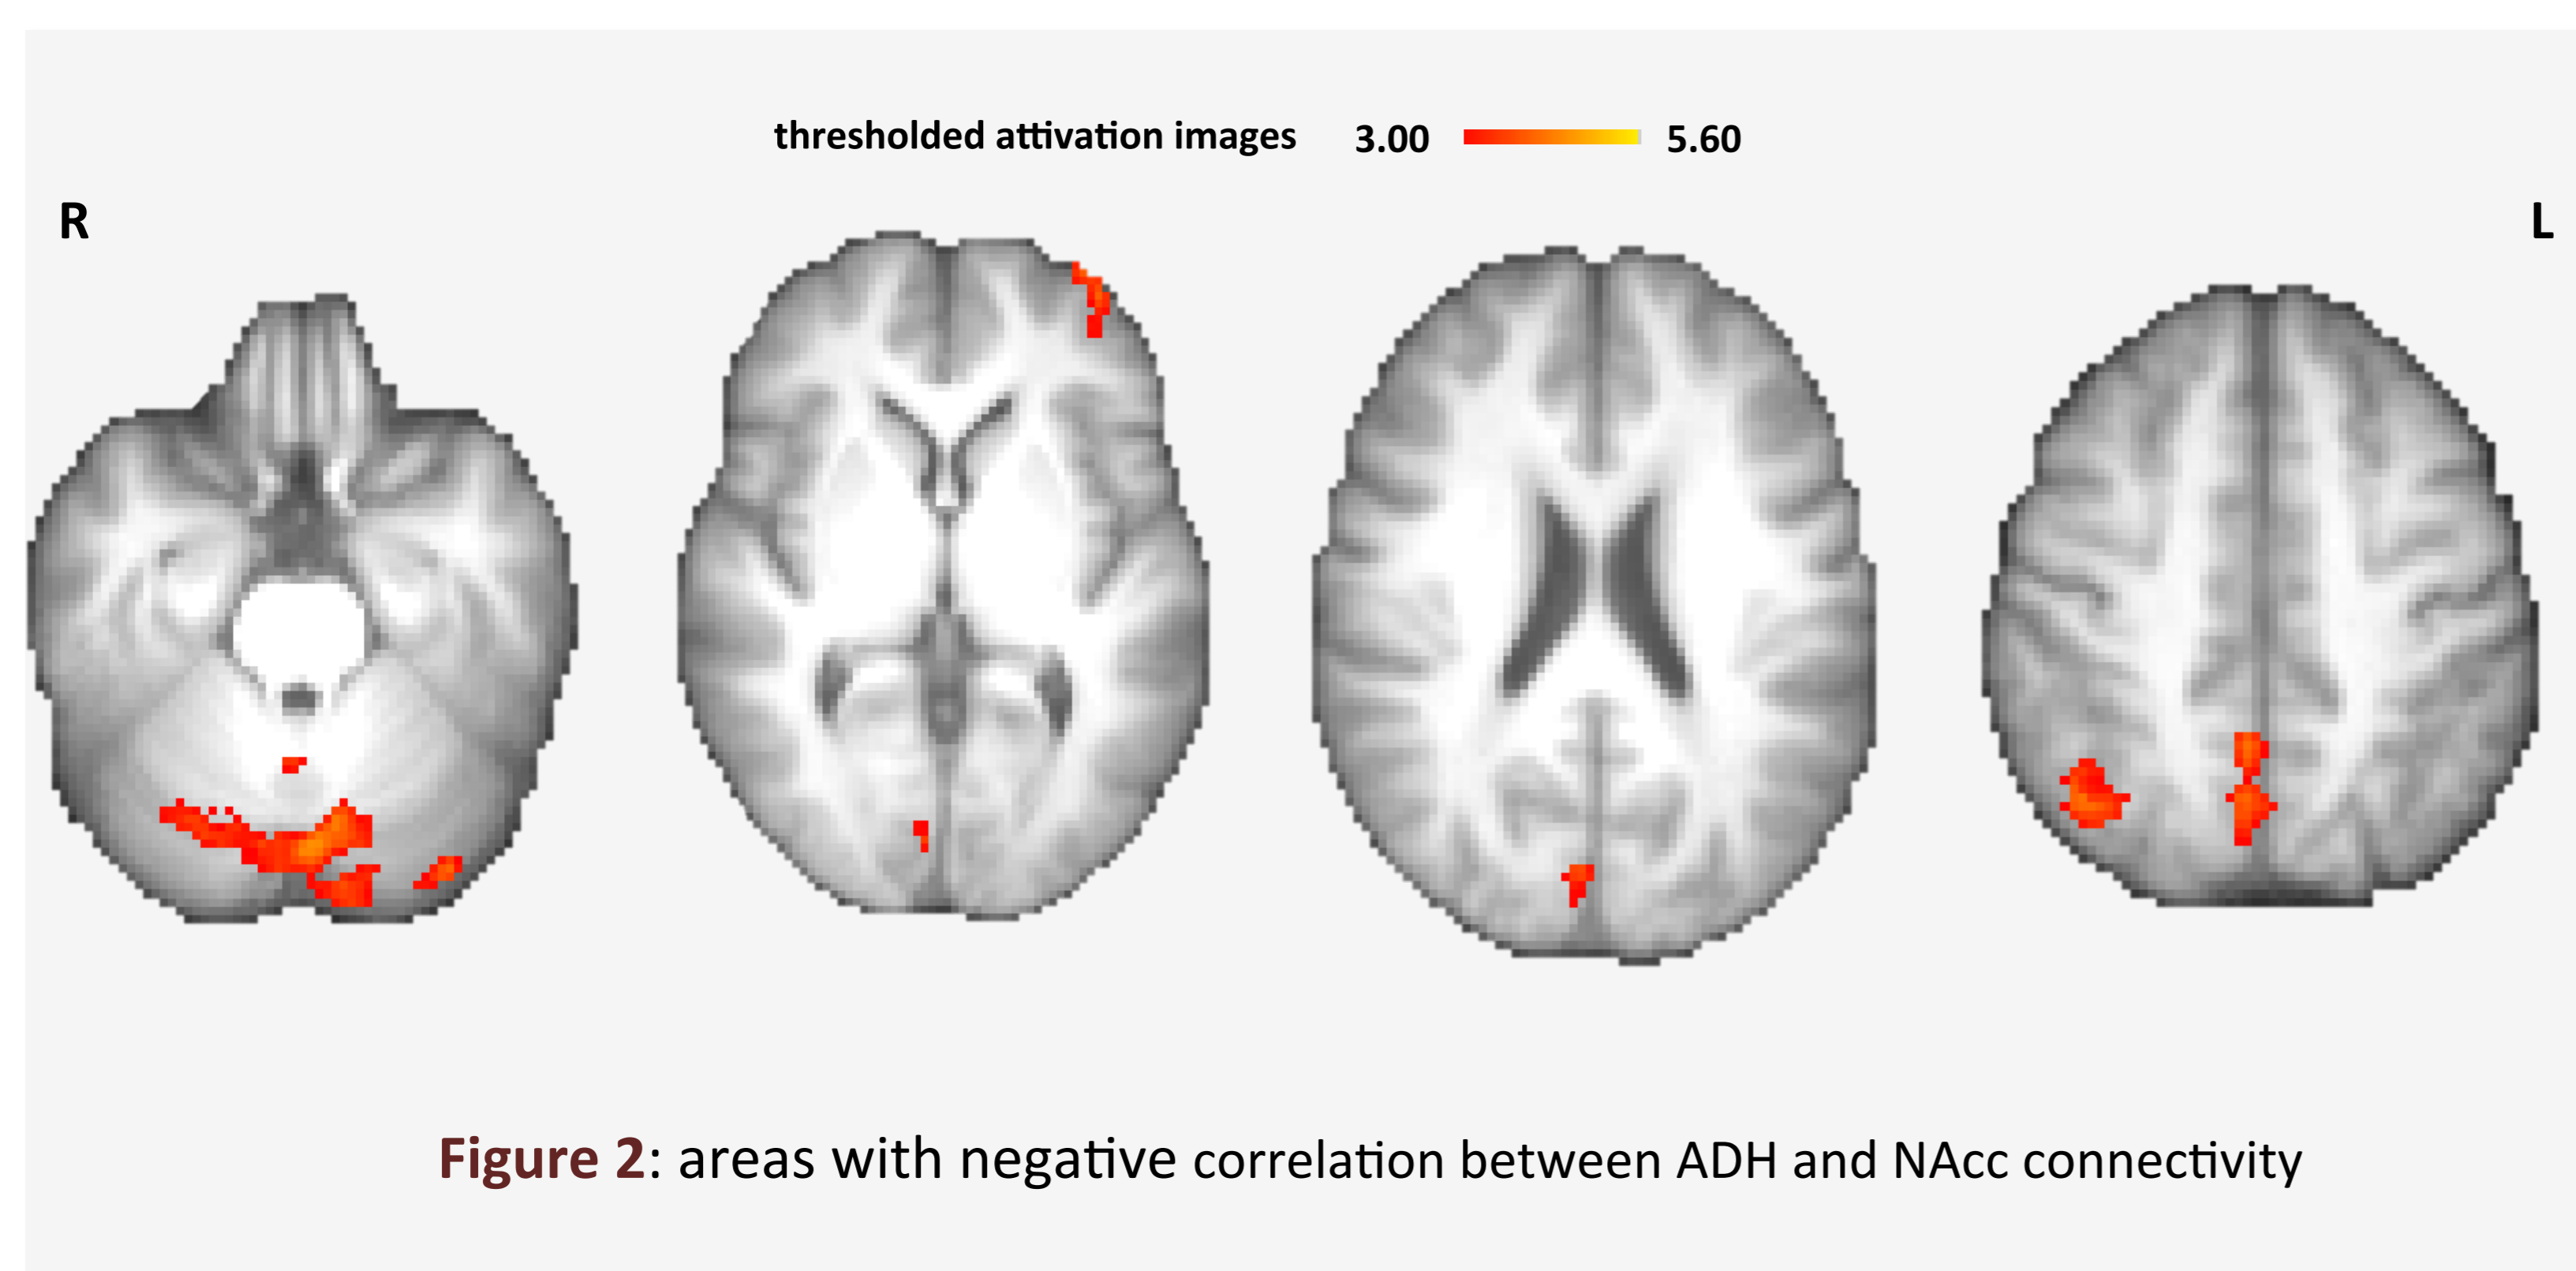 thresholded attivation images 3.00 5.60
R L
Figure 2: areas with negative correlation between ADH and NAcc connectivity